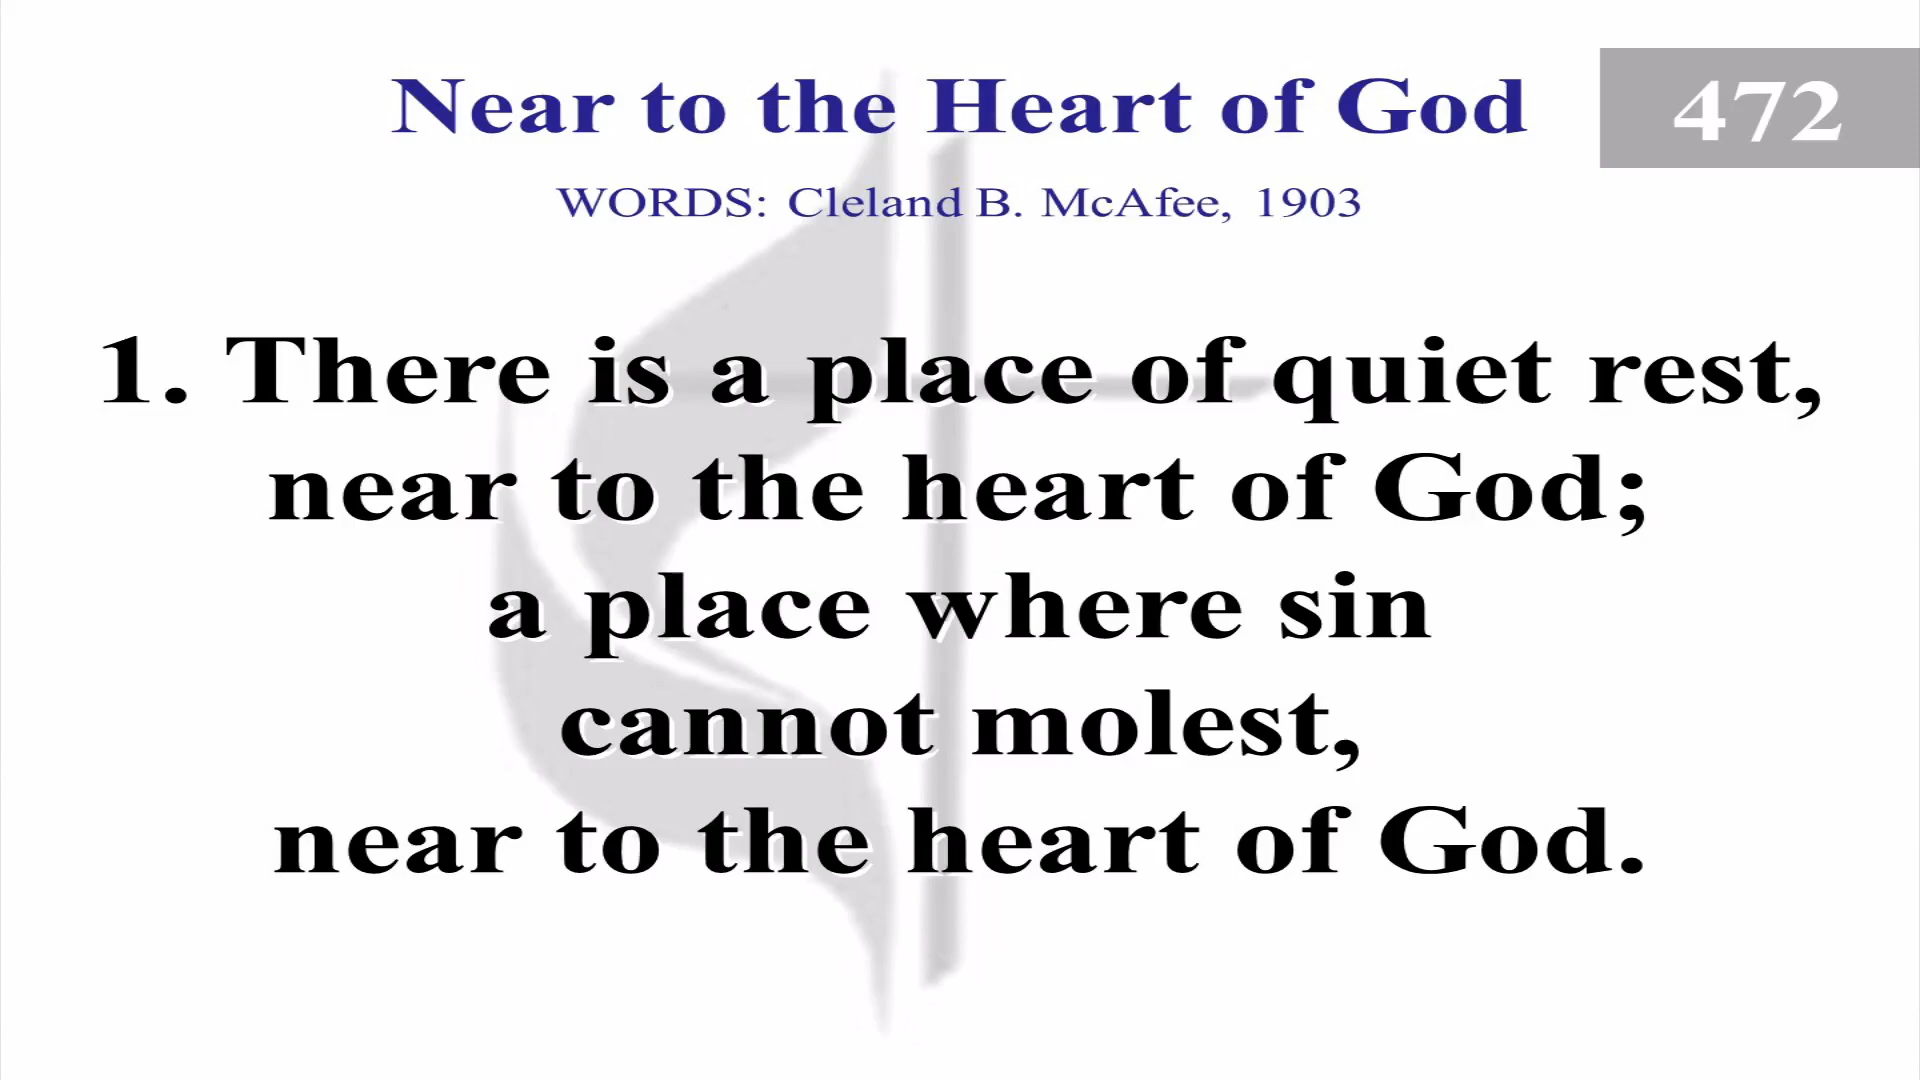 Near to the Heart of God
472
WORDS: Cleland B. McAfee, 1903
1. There is a place of quiet rest,
near to the heart of God;
a place where sin
cannot molest,
near to the heart of God.